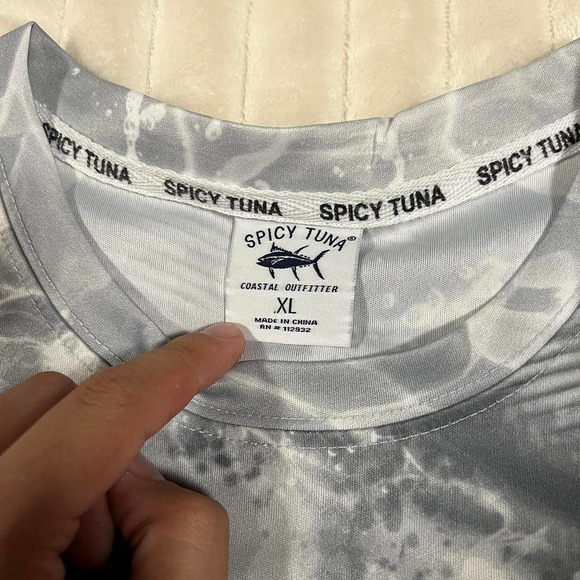 SPICY TUNA SPICY TUNA SPICY TUNA SPICY TUNA
SPICY TUNA®
COASTAL OUTFITTER
XL
MADE IN CHINA
RN # 112932